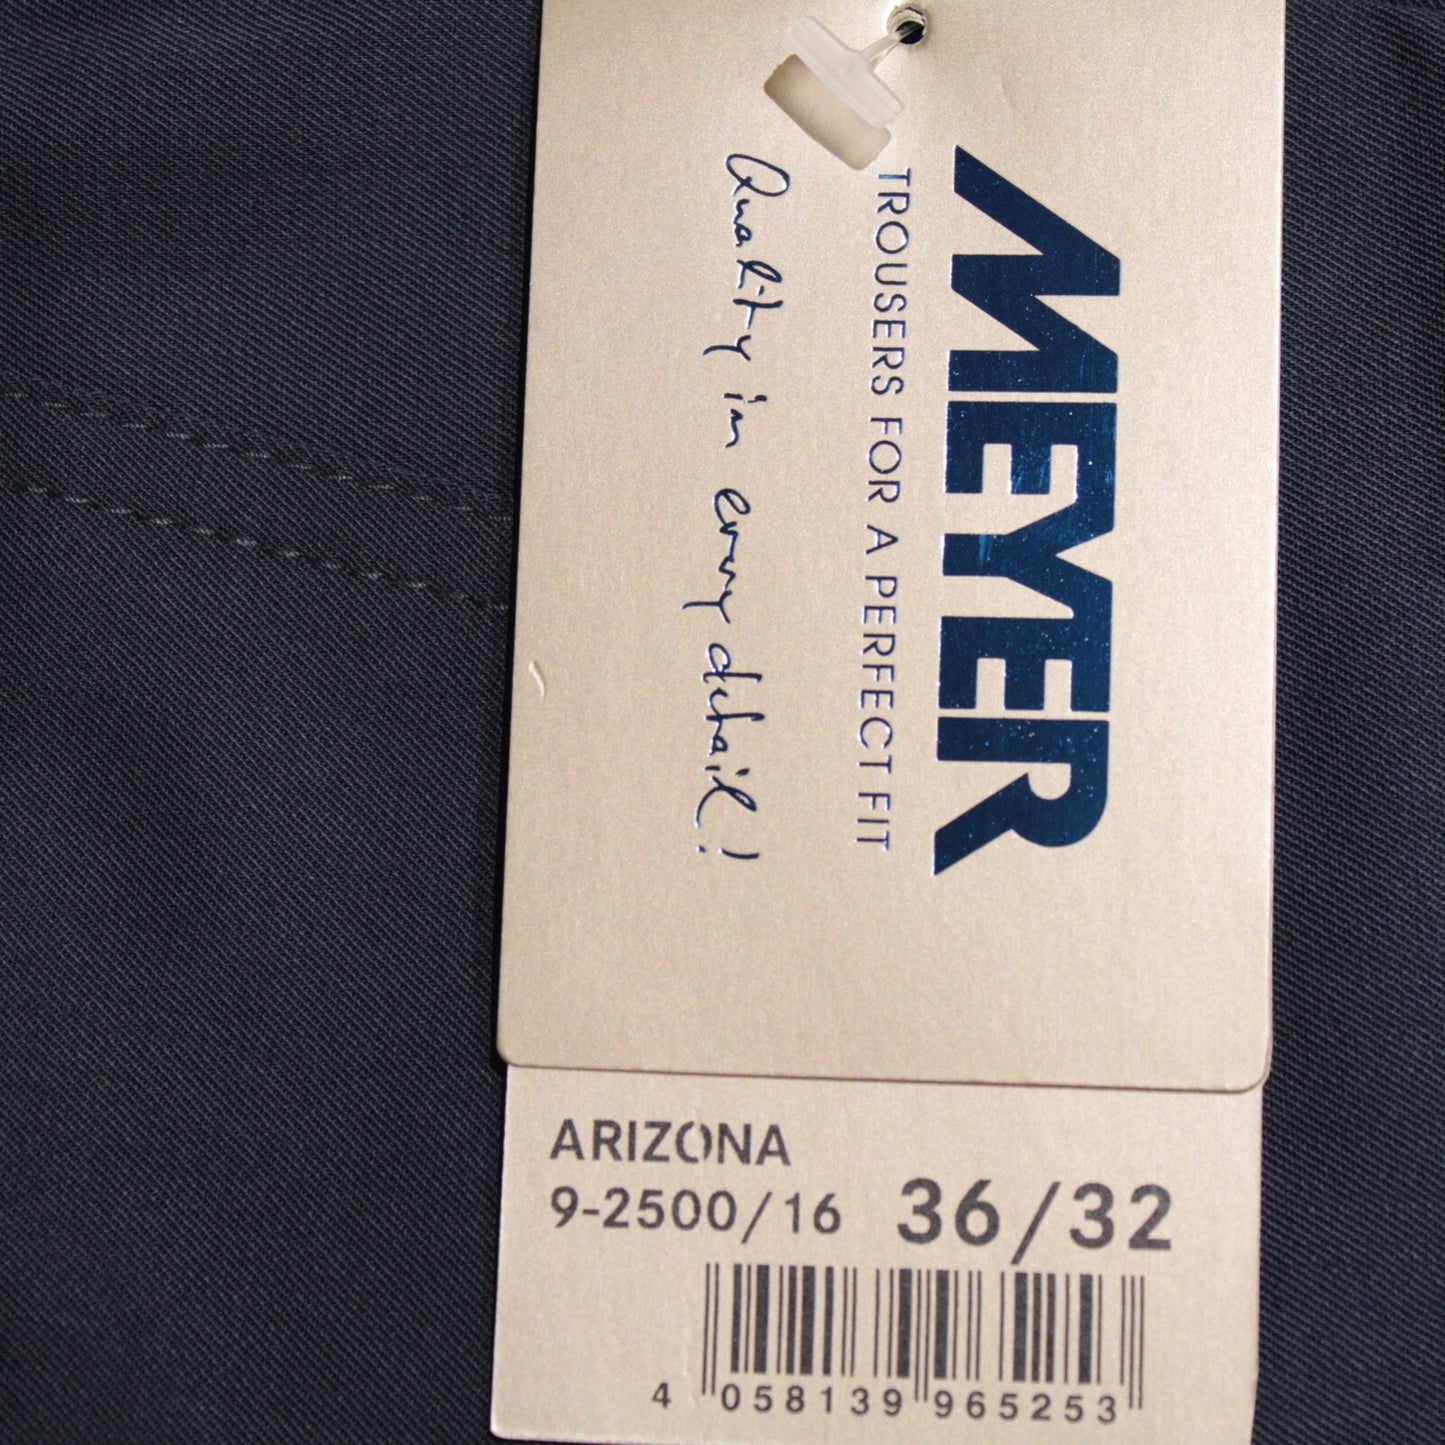 MEYER
TROUSERS FOR A PERFECT FIT
Quality in every detail!
ARIZONA
9-2500/16 36/32
4 058139 965253